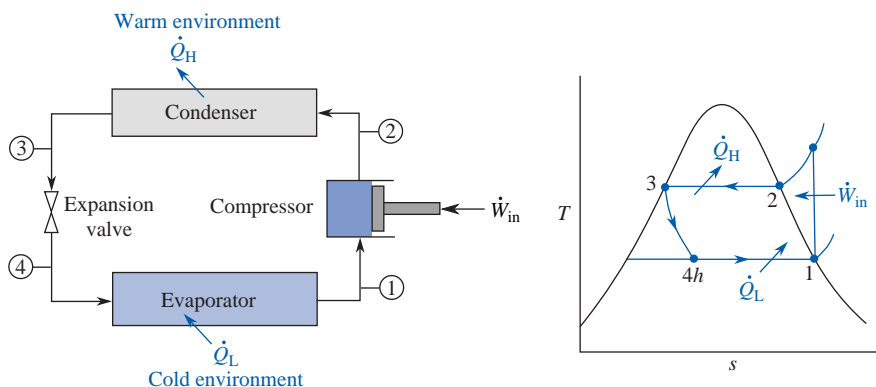 Warm environment
Q̇H
Condenser
②
③
Expansion
valve
Compressor
Ẇin
④
①
Evaporator
Q̇L
Cold environment
T
3
Q̇H
2
Ẇin
4h
1
Q̇L
s